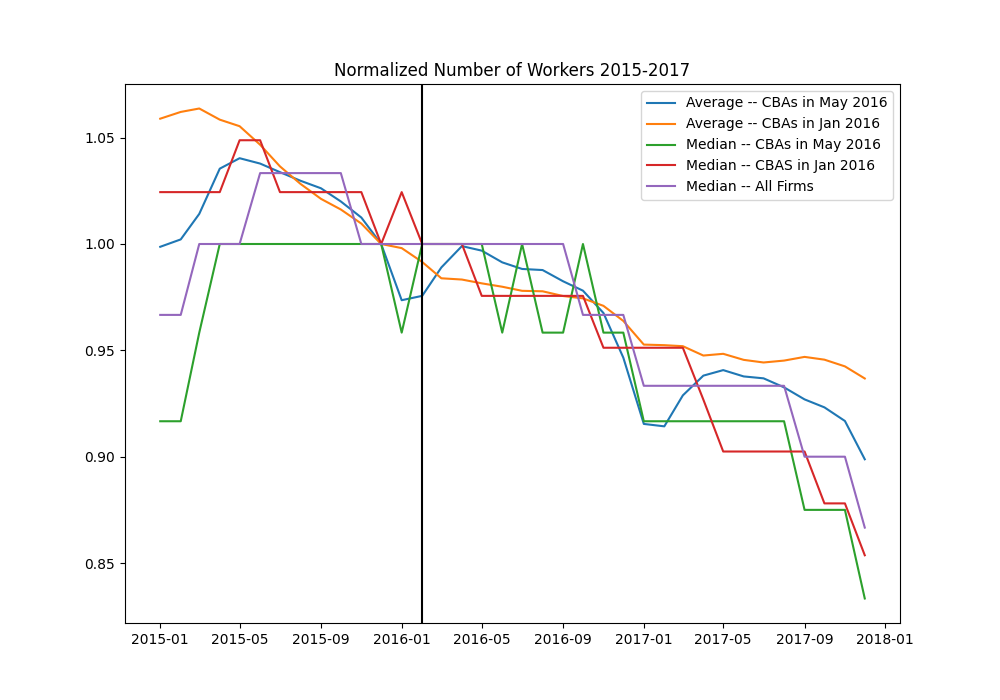 Normalized Number of Workers 2015-2017
Average -- CBAs in May 2016
Average -- CBAs in Jan 2016
Median -- CBAs in May 2016
Median -- CBAS in Jan 2016
Median -- All Firms
1.05
1.00
0.95
0.90
0.85
2015-01 2015-05 2015-09 2016-01 2016-05 2016-09 2017-01 2017-05 2017-09 2018-01